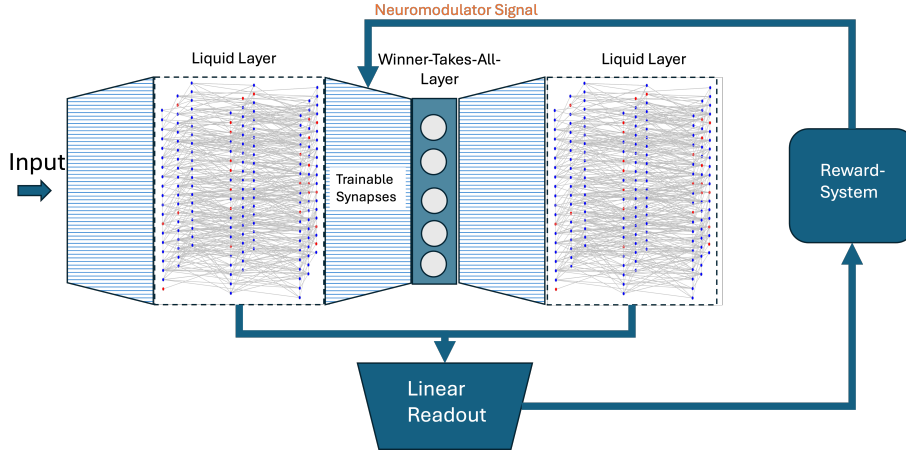 Neuromodulator Signal
Liquid Layer
Winner-Takes-All-
Layer
Liquid Layer
Input
Trainable
Synapses
Reward-
System
Linear
Readout